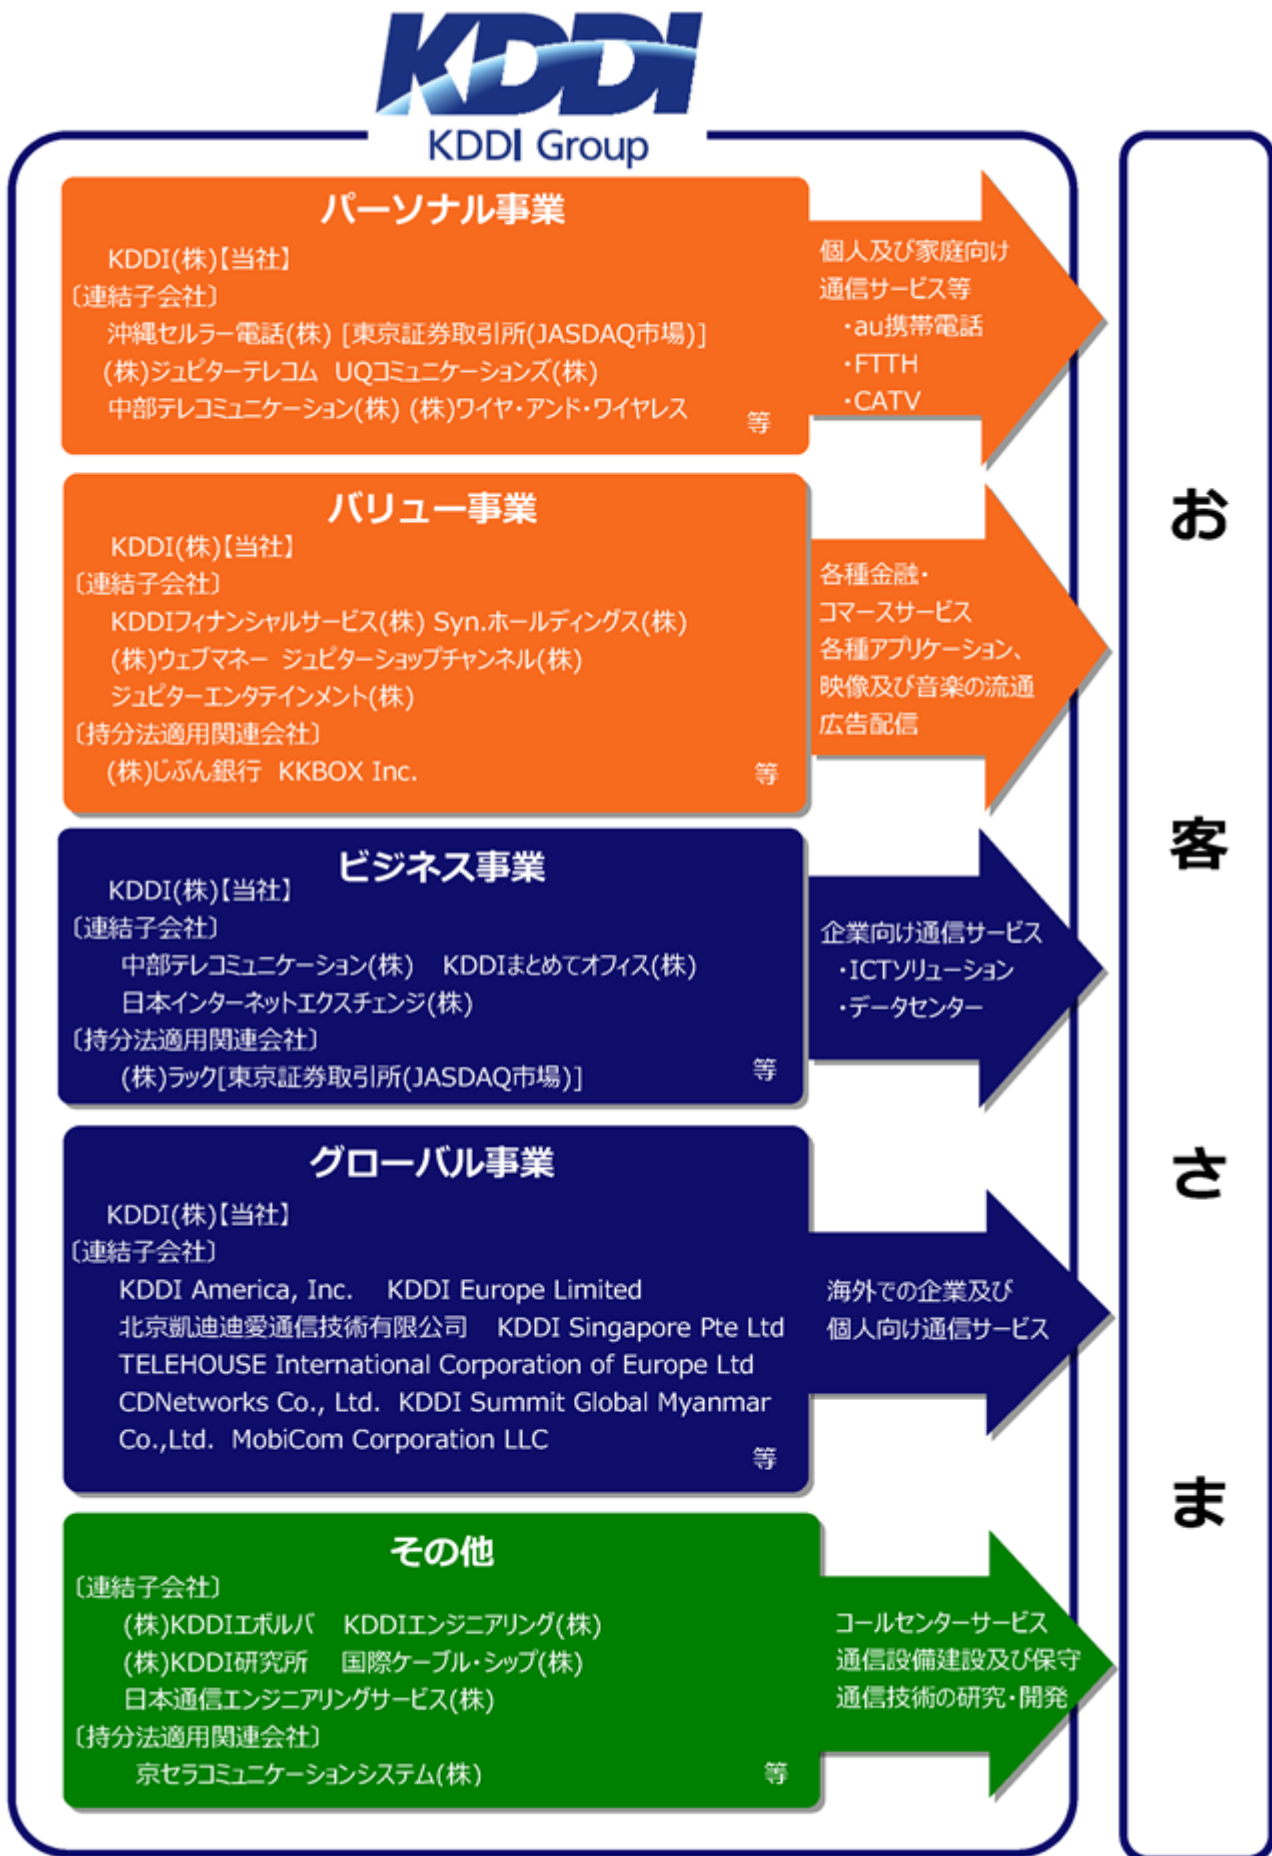 KDDI
KDDI Group
パーソナル事業
KDDI(株)【当社】
〔連結子会社〕
沖縄セルラー電話(株) [東京証券取引所(JASDAQ市場)]
(株)ジュピターテレコム UQコミュニケーションズ(株)
中部テレコミュニケーション(株) (株)ワイヤ・アンド・ワイヤレス
等
個人及び家庭向け
通信サービス等
・au携帯電話
・FTTH
・CATV
バリュー事業
KDDI(株)【当社】
〔連結子会社〕
KDDIフィナンシャルサービス(株) Syn.ホールディングス(株)
(株)ウェブマネー ジュピターショップチャンネル(株)
ジュピターエンタテインメント(株)
〔持分法適用関連会社〕
(株)じぶん銀行 KKBOX Inc.
等
各種金融・
コマースサービス
各種アプリケーション、
映像及び音楽の流通
広告配信
ビジネス事業
KDDI(株)【当社】
〔連結子会社〕
中部テレコミュニケーション(株) KDDIまとめてオフィス(株)
日本インターネットエクスチェンジ(株)
〔持分法適用関連会社〕
(株)ラック[東京証券取引所(JASDAQ市場)]
等
企業向け通信サービス
・ICTソリューション
・データセンター
グローバル事業
KDDI(株)【当社】
〔連結子会社〕
KDDI America, Inc. KDDI Europe Limited
北京凱迪迪愛通信技術有限公司 KDDI Singapore Pte Ltd
TELEHOUSE International Corporation of Europe Ltd
CDNetworks Co., Ltd. KDDI Summit Global Myanmar
Co.,Ltd. MobiCom Corporation LLC
等
海外での企業及び
個人向け通信サービス
その他
〔連結子会社〕
(株)KDDIエボルバ KDDIエンジニアリング(株)
(株)KDDI研究所 国際ケーブル・シップ(株)
日本通信エンジニアリングサービス(株)
〔持分法適用関連会社〕
京セラコミュニケーションシステム(株)
等
コールセンターサービス
通信設備建設及び保守
通信技術の研究・開発
お客さま